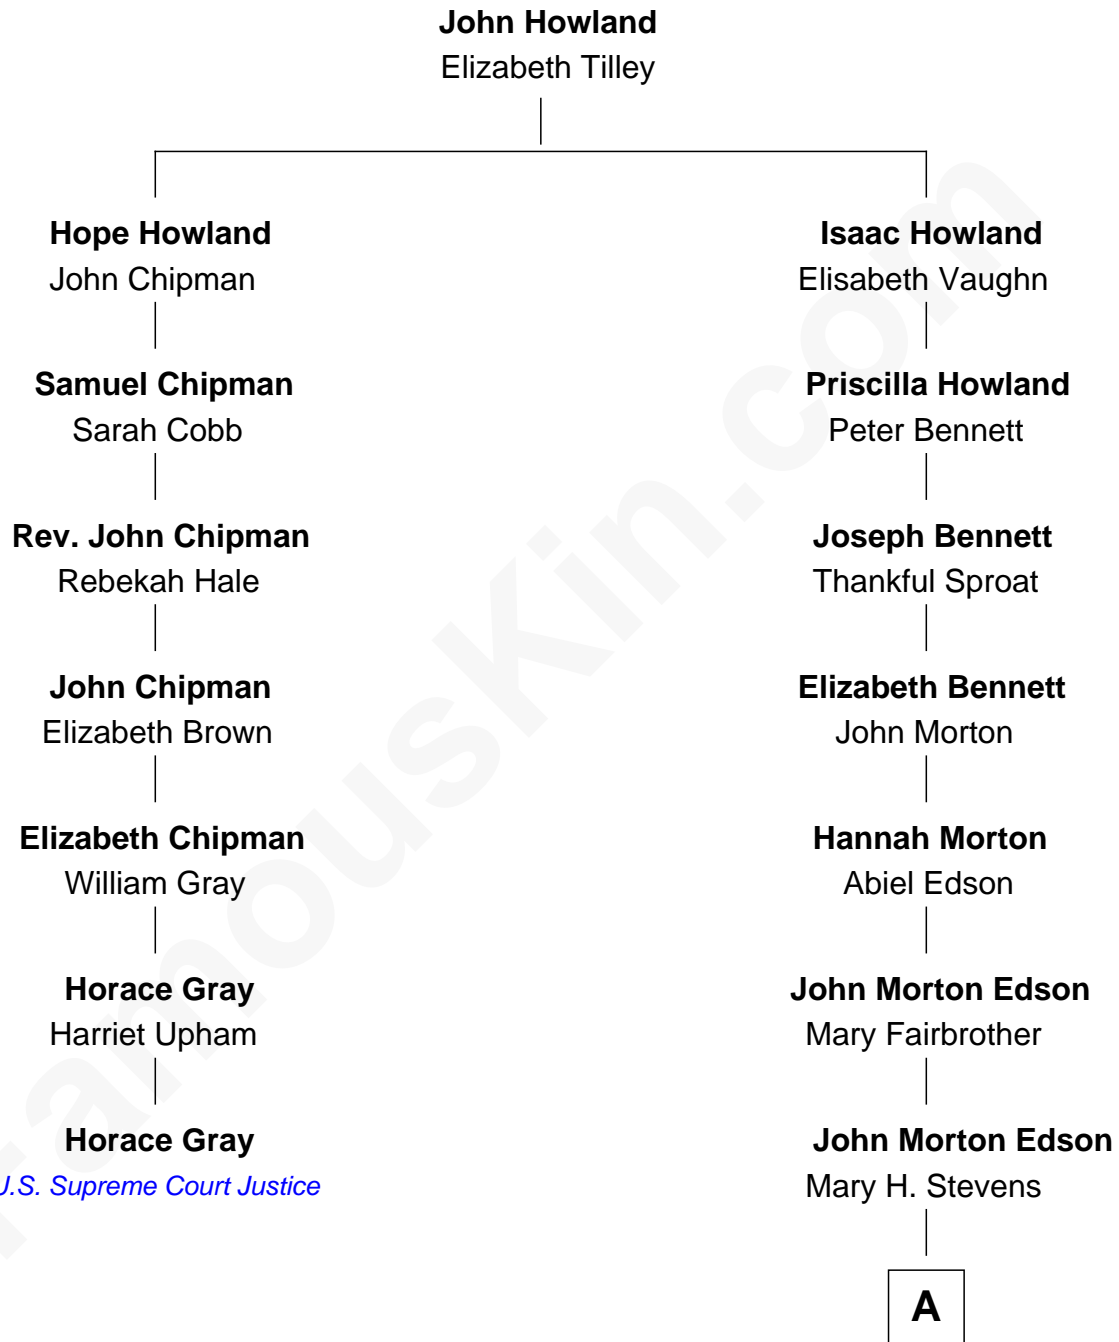 John Howland
Elizabeth Tilley
Hope Howland
John Chipman
Isaac Howland
Elisabeth Vaughn
Samuel Chipman
Sarah Cobb
Priscilla Howland
Peter Bennett
Rev. John Chipman
Rebekah Hale
Joseph Bennett
Thankful Sproat
John Chipman
Elizabeth Brown
Elizabeth Bennett
John Morton
Elizabeth Chipman
William Gray
Hannah Morton
Abiel Edson
Horace Gray
Harriet Upham
John Morton Edson
Mary Fairbrother
Horace Gray
U.S. Supreme Court Justice
John Morton Edson
Mary H. Stevens
A
FamousKin.com